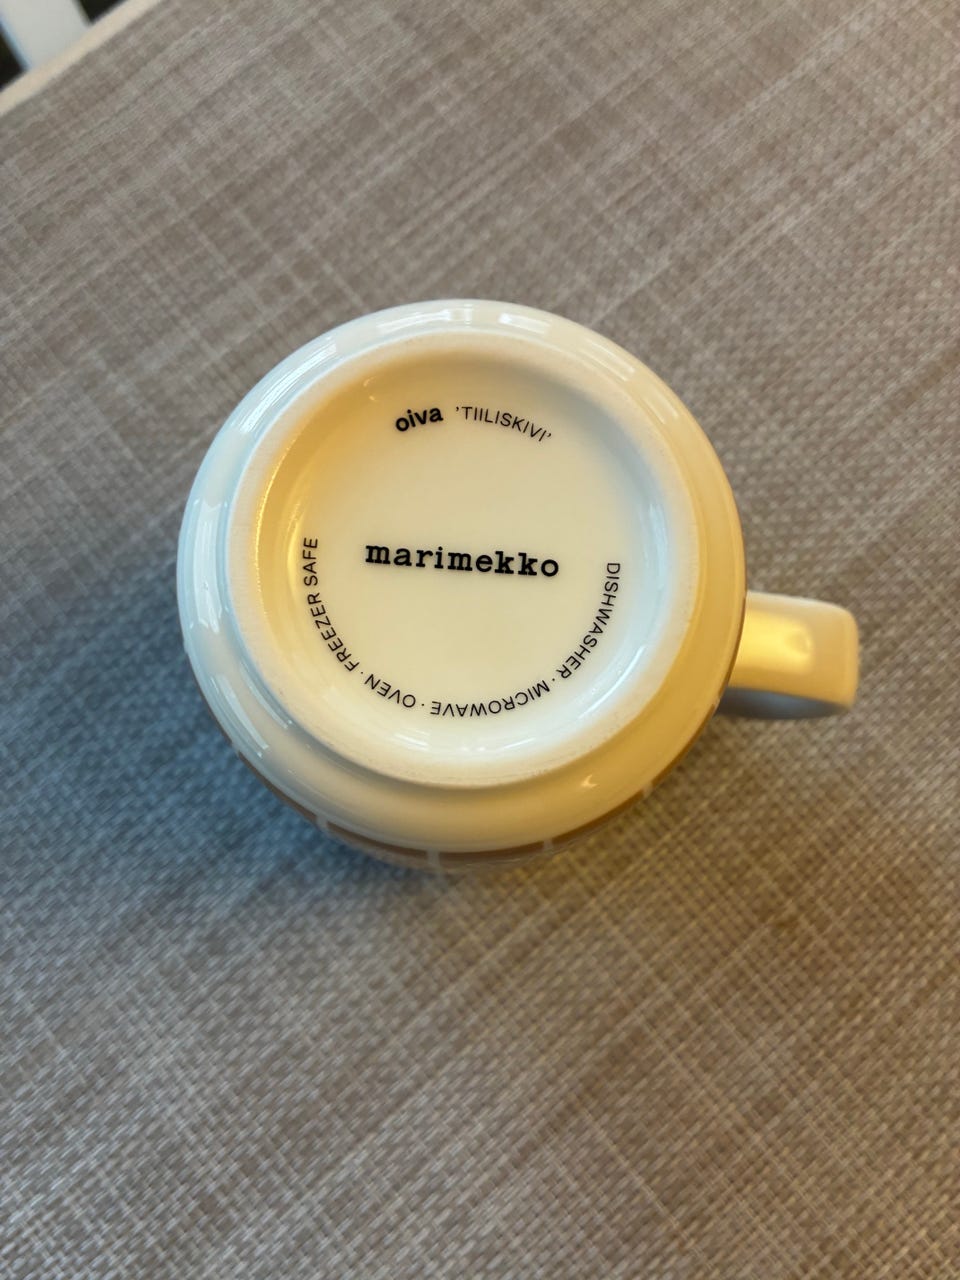 oiva 'TIILISKIVI'
marimekko
DISHWASHER · MICROWAVE · OVEN · FREEZER SAFE